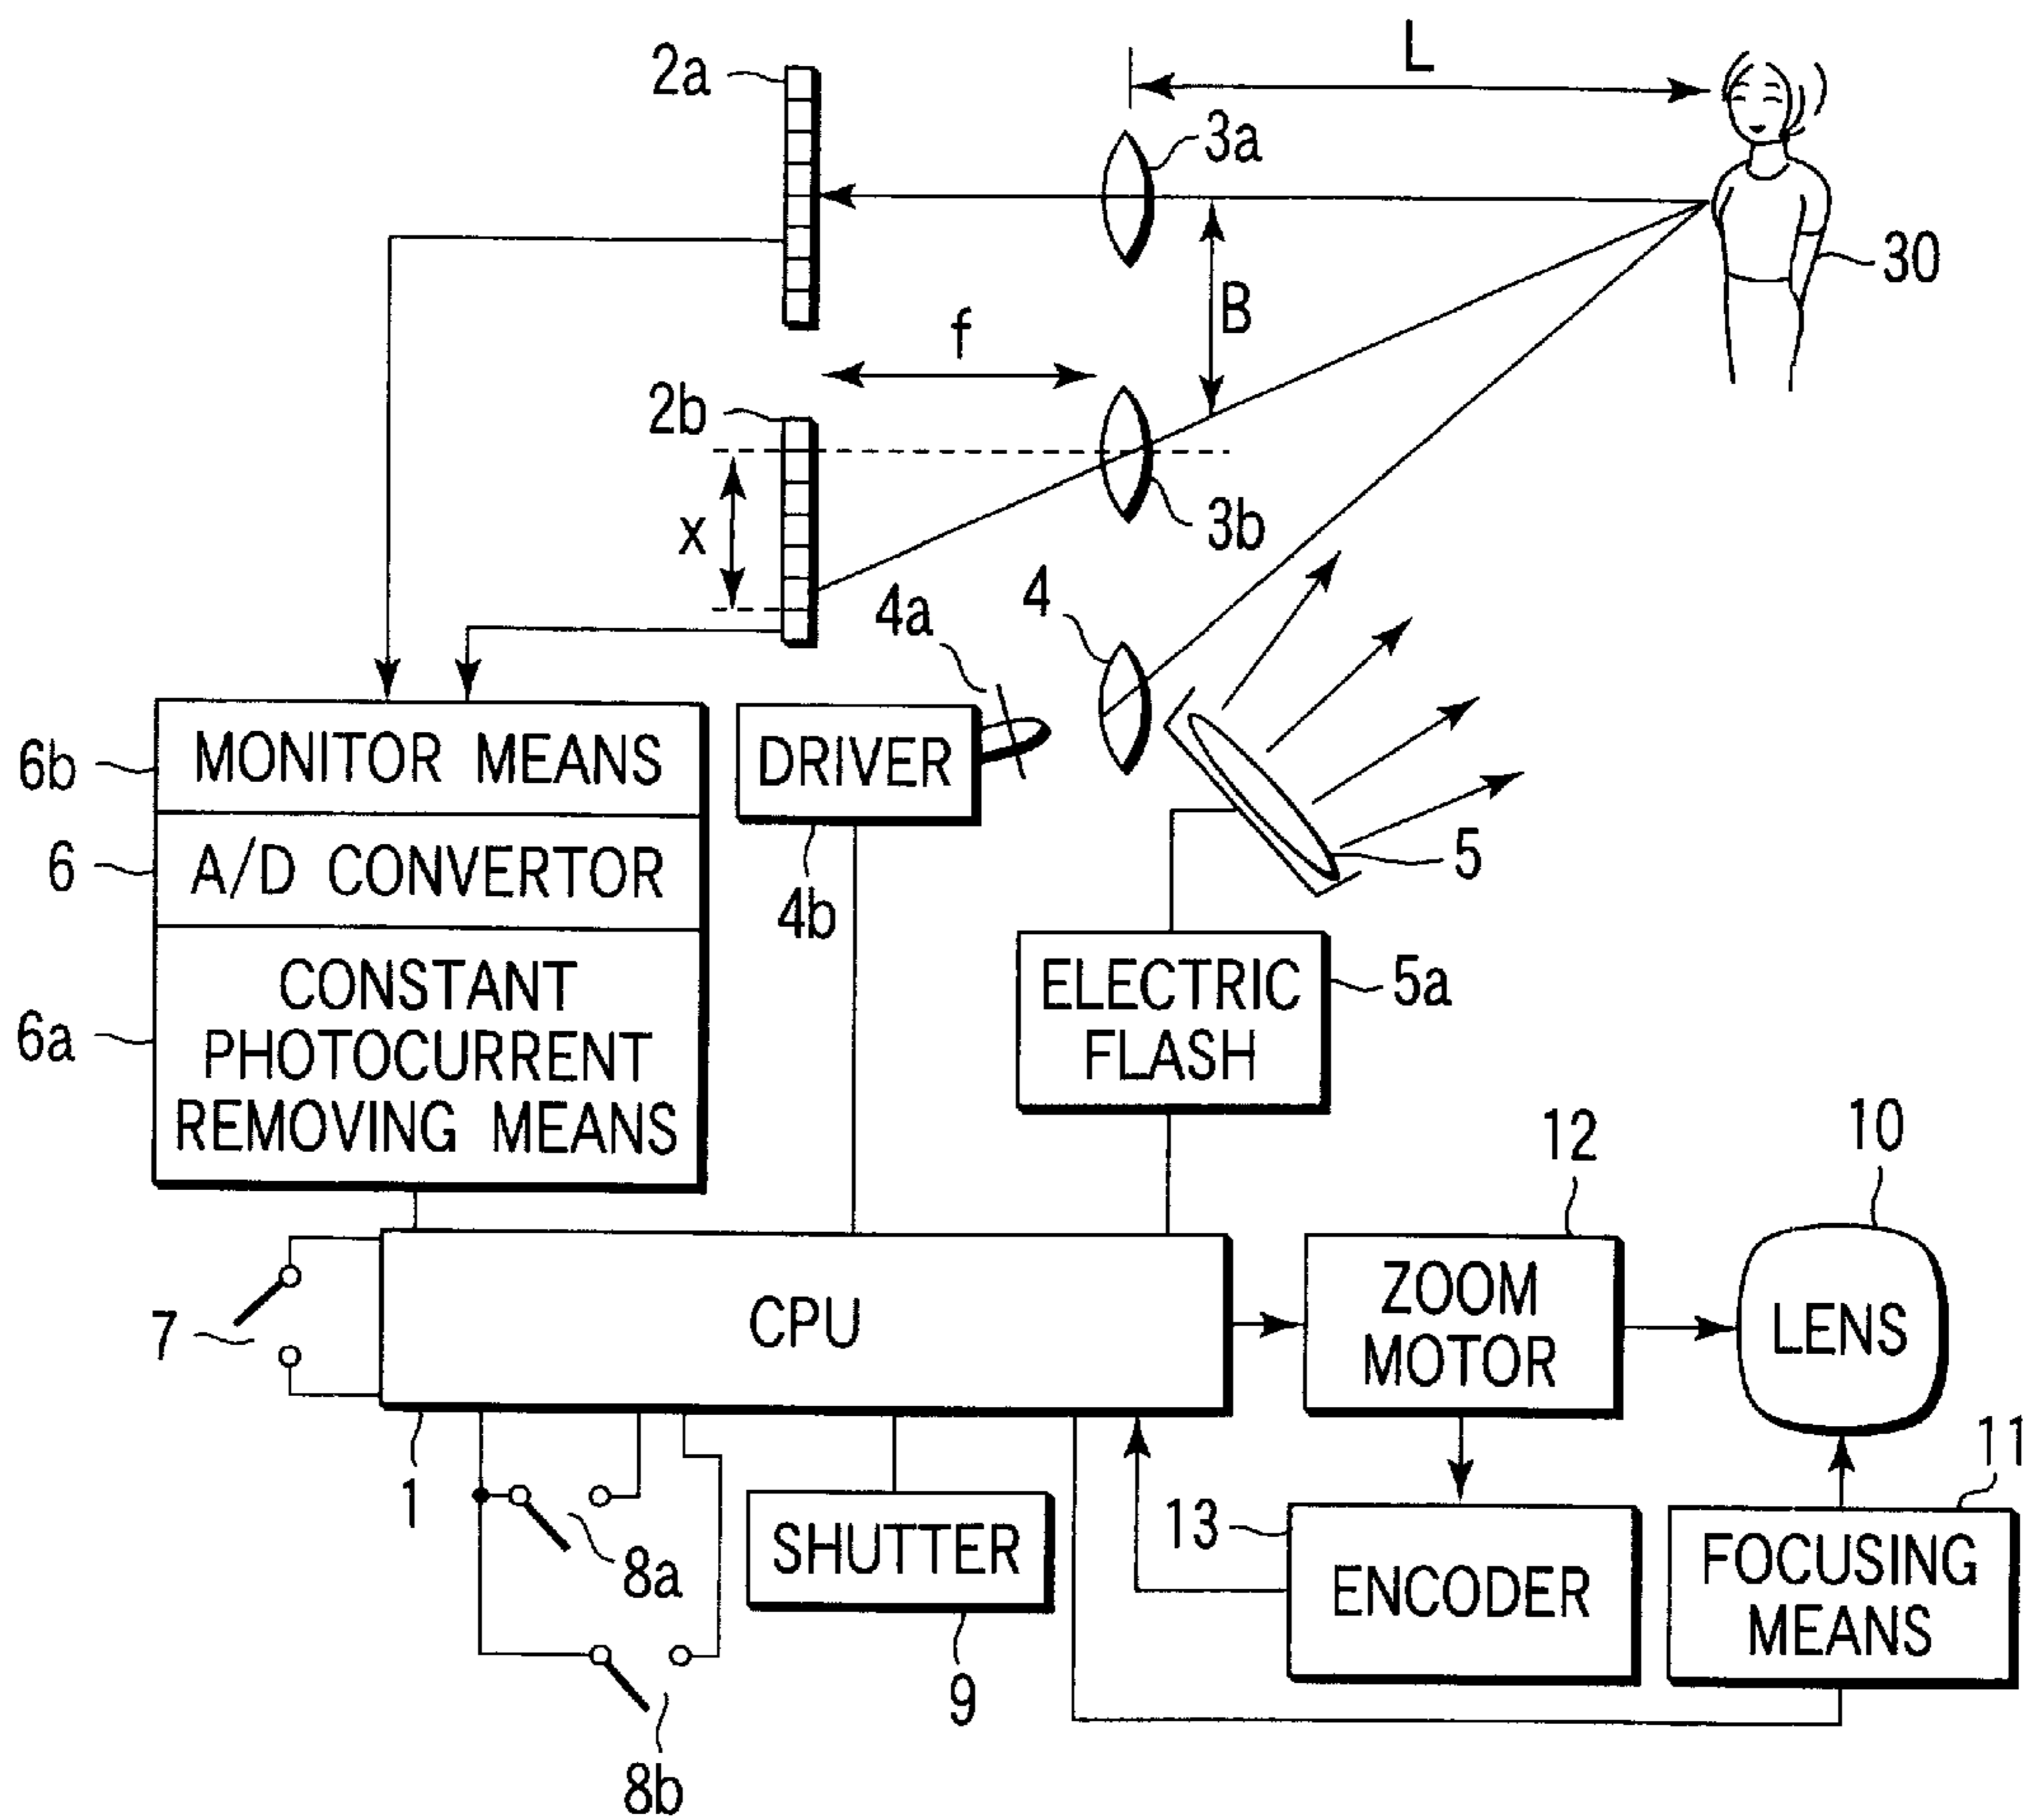 L
2a
3a
30
B
f
2b
x
3b
4a
4
6b
MONITOR MEANS
DRIVER
6
A/D CONVERTOR
4b
5
6a
CONSTANT
PHOTOCURRENT
REMOVING MEANS
ELECTRIC
FLASH
5a
12
10
7
CPU
ZOOM
MOTOR
LENS
1
8a
SHUTTER
13
ENCODER
11
FOCUSING
MEANS
9
8b